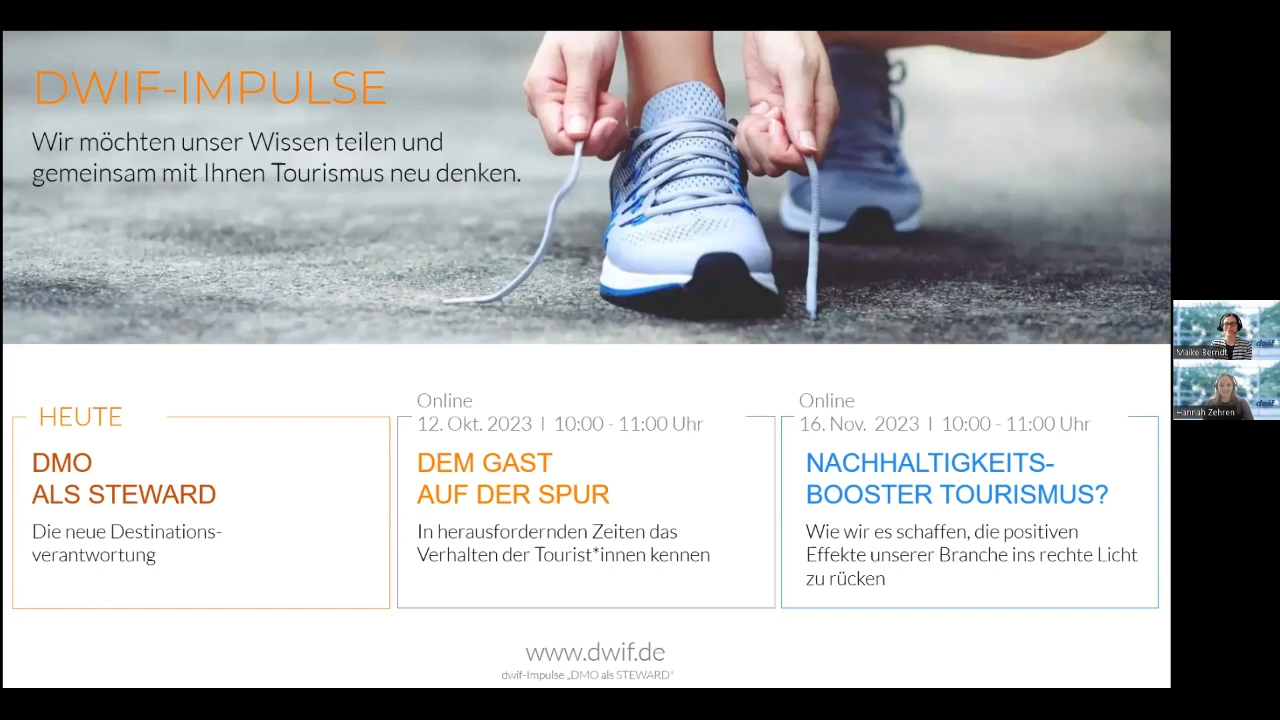 DWIF-IMPULSE
Wir möchten unser Wissen teilen und
gemeinsam mit Ihnen Tourismus neu denken.
HEUTE
DMO
ALS STEWARD
Die neue Destinations-
verantwortung
Online
12. Okt. 2023 I 10:00 - 11:00 Uhr
DEM GAST
AUF DER SPUR
In herausfordernden Zeiten das
Verhalten der Tourist*innen kennen
Online
16. Nov. 2023 I 10:00 - 11:00 Uhr
NACHHALTIGKEITS-
BOOSTER TOURISMUS?
Wie wir es schaffen, die positiven
Effekte unserer Branche ins rechte Licht
zu rücken
www.dwif.de
dwif-Impulse „DMO als STEWARD"
dwif
Maike Berndt
dwif
Hannah Zehren